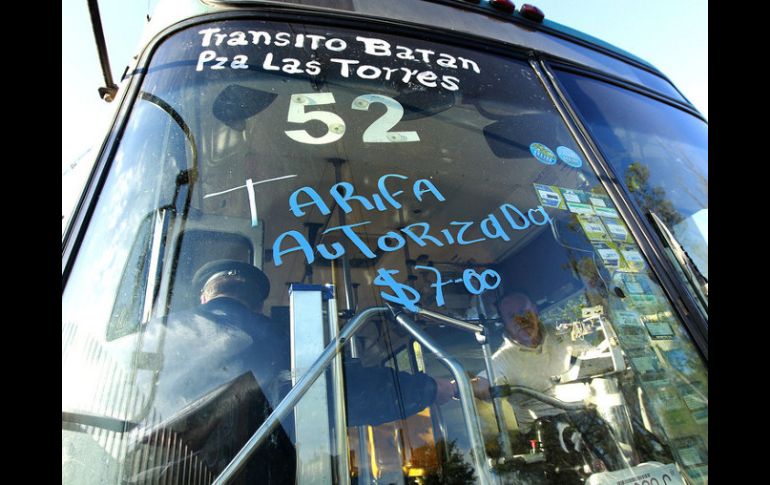 Transito Batan
Pza Las Torres
52
TARIFA
AUTORIZADA
$7-00